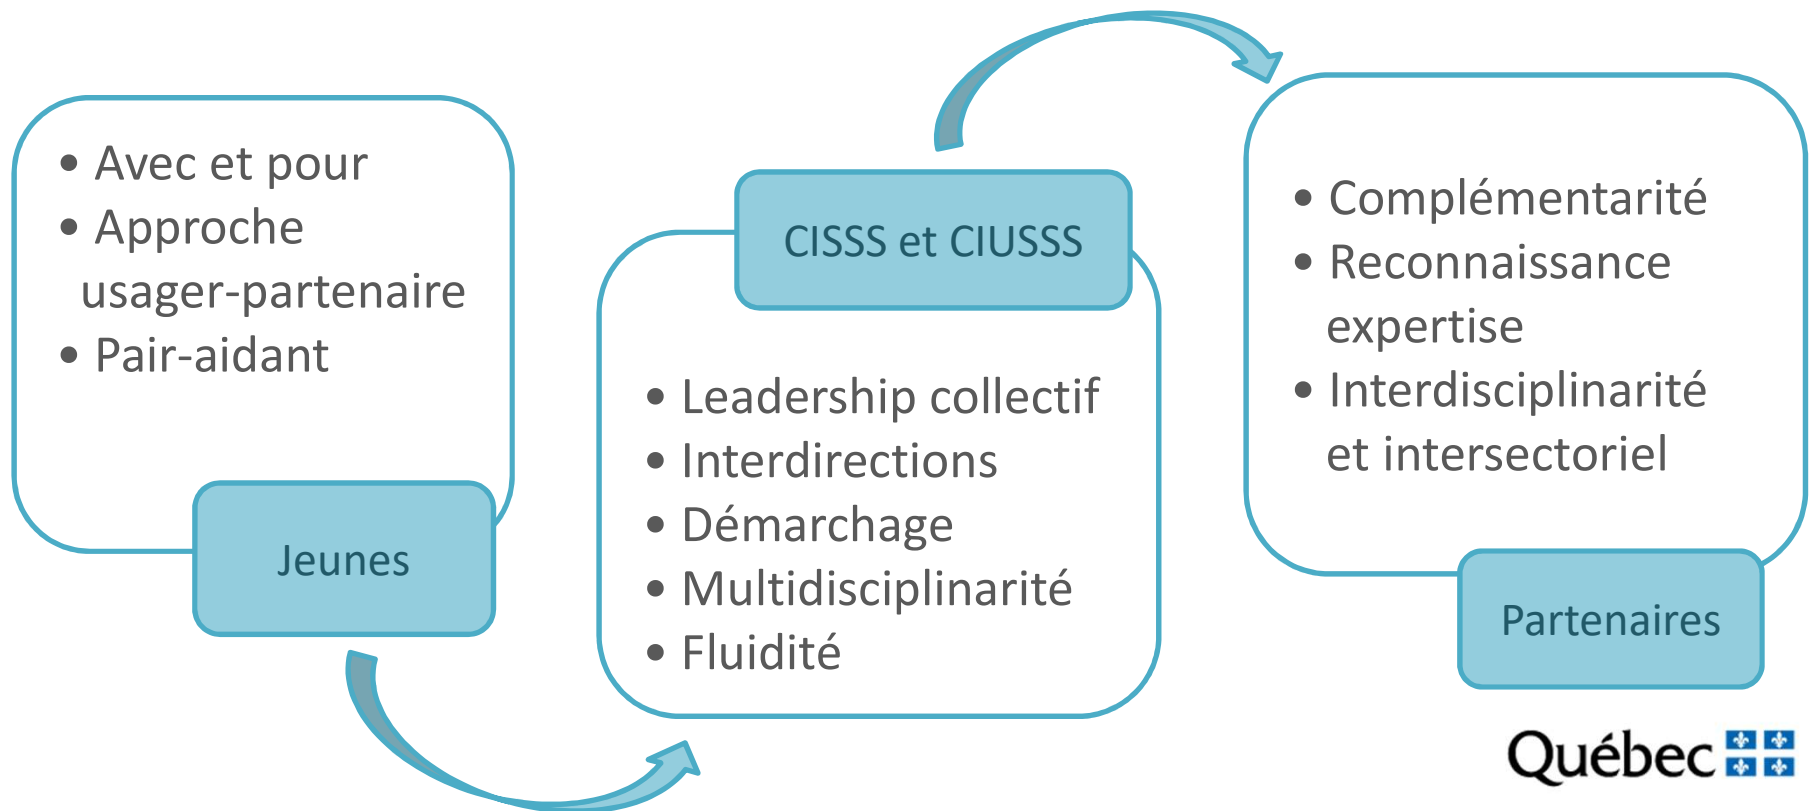 • Avec et pour
• Approche
usager-partenaire
• Pair-aidant
Jeunes
CISSS et CIUSSS
• Leadership collectif
• Interdirections
• Démarchage
• Multidisciplinarité
• Fluidité
• Complémentarité
• Reconnaissance
expertise
• Interdisciplinarité
et intersectoriel
Partenaires
Québec